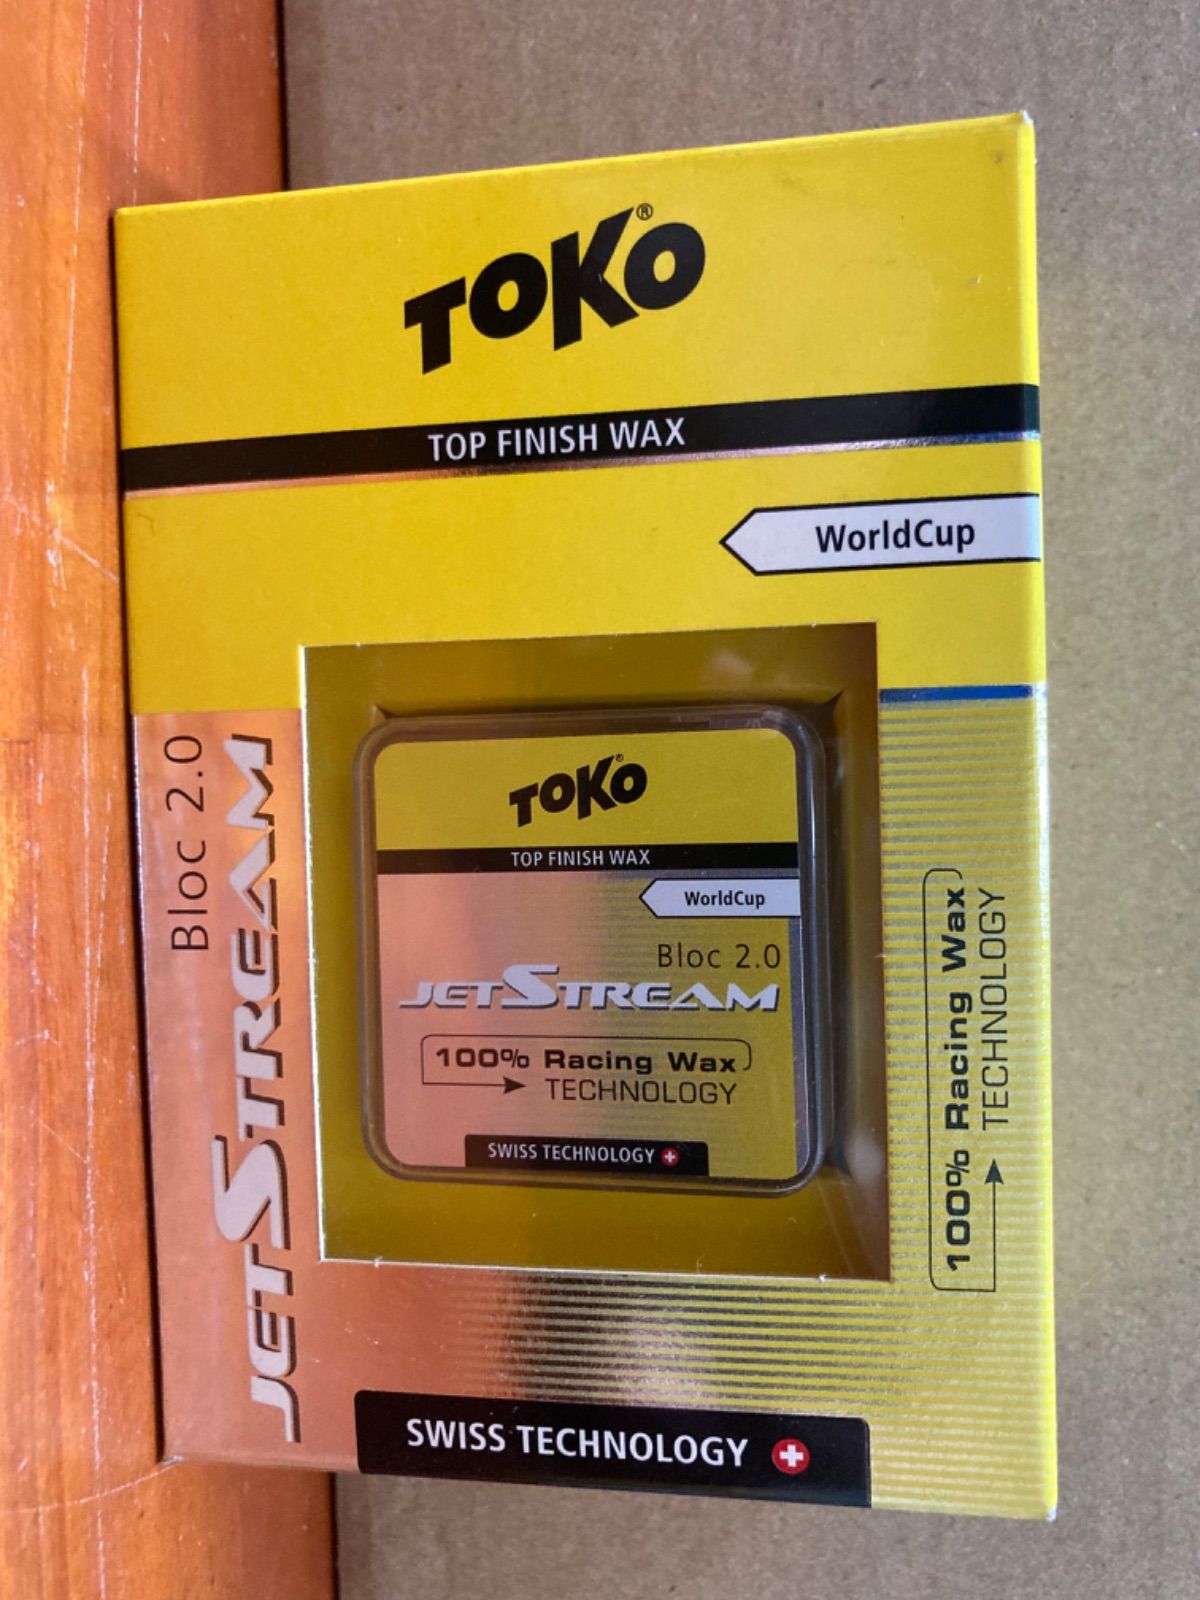 TOKO®
TOP FINISH WAX
WorldCup
Bloc 2.0
JETSTREAM
TOKO®
TOP FINISH WAX
WorldCup
Bloc 2.0
JETSTREAM
100% Racing Wax
TECHNOLOGY
SWISS TECHNOLOGY
100% Racing Wax
TECHNOLOGY
SWISS TECHNOLOGY